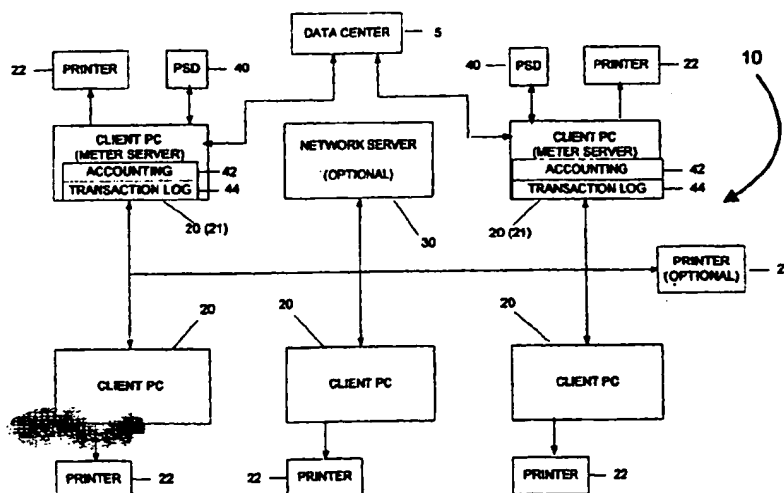 DATA CENTER 5
22 PRINTER PSD 40
40 PSD PRINTER 22
10
CLIENT PC
(METER SERVER)
ACCOUNTING 42
TRANSACTION LOG 44
20 (21)
NETWORK SERVER
(OPTIONAL)
30
CLIENT PC
(METER SERVER)
ACCOUNTING 42
TRANSACTION LOG 44
20 (21)
PRINTER
(OPTIONAL)
20
CLIENT PC
20
CLIENT PC
20
CLIENT PC
PRINTER 22
22 PRINTER
PRINTER 22